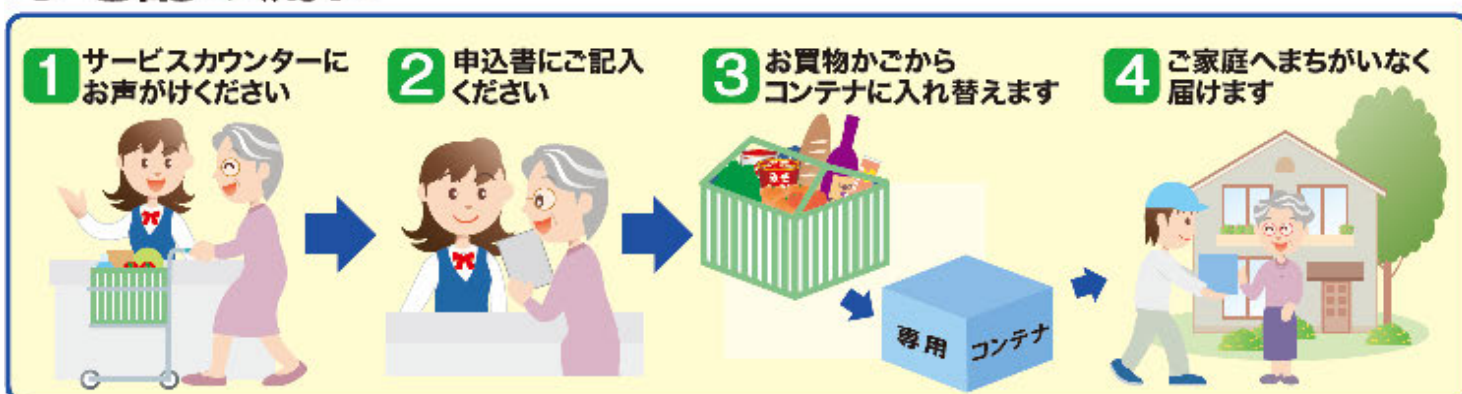 1 サービスカウンターに
お声がけください
2 申込書にご記入
ください
3 お買物かごから
コンテナに入れ替えます
4 ご家庭へまちがいなく
届けます
みそ
専用 コンテナ